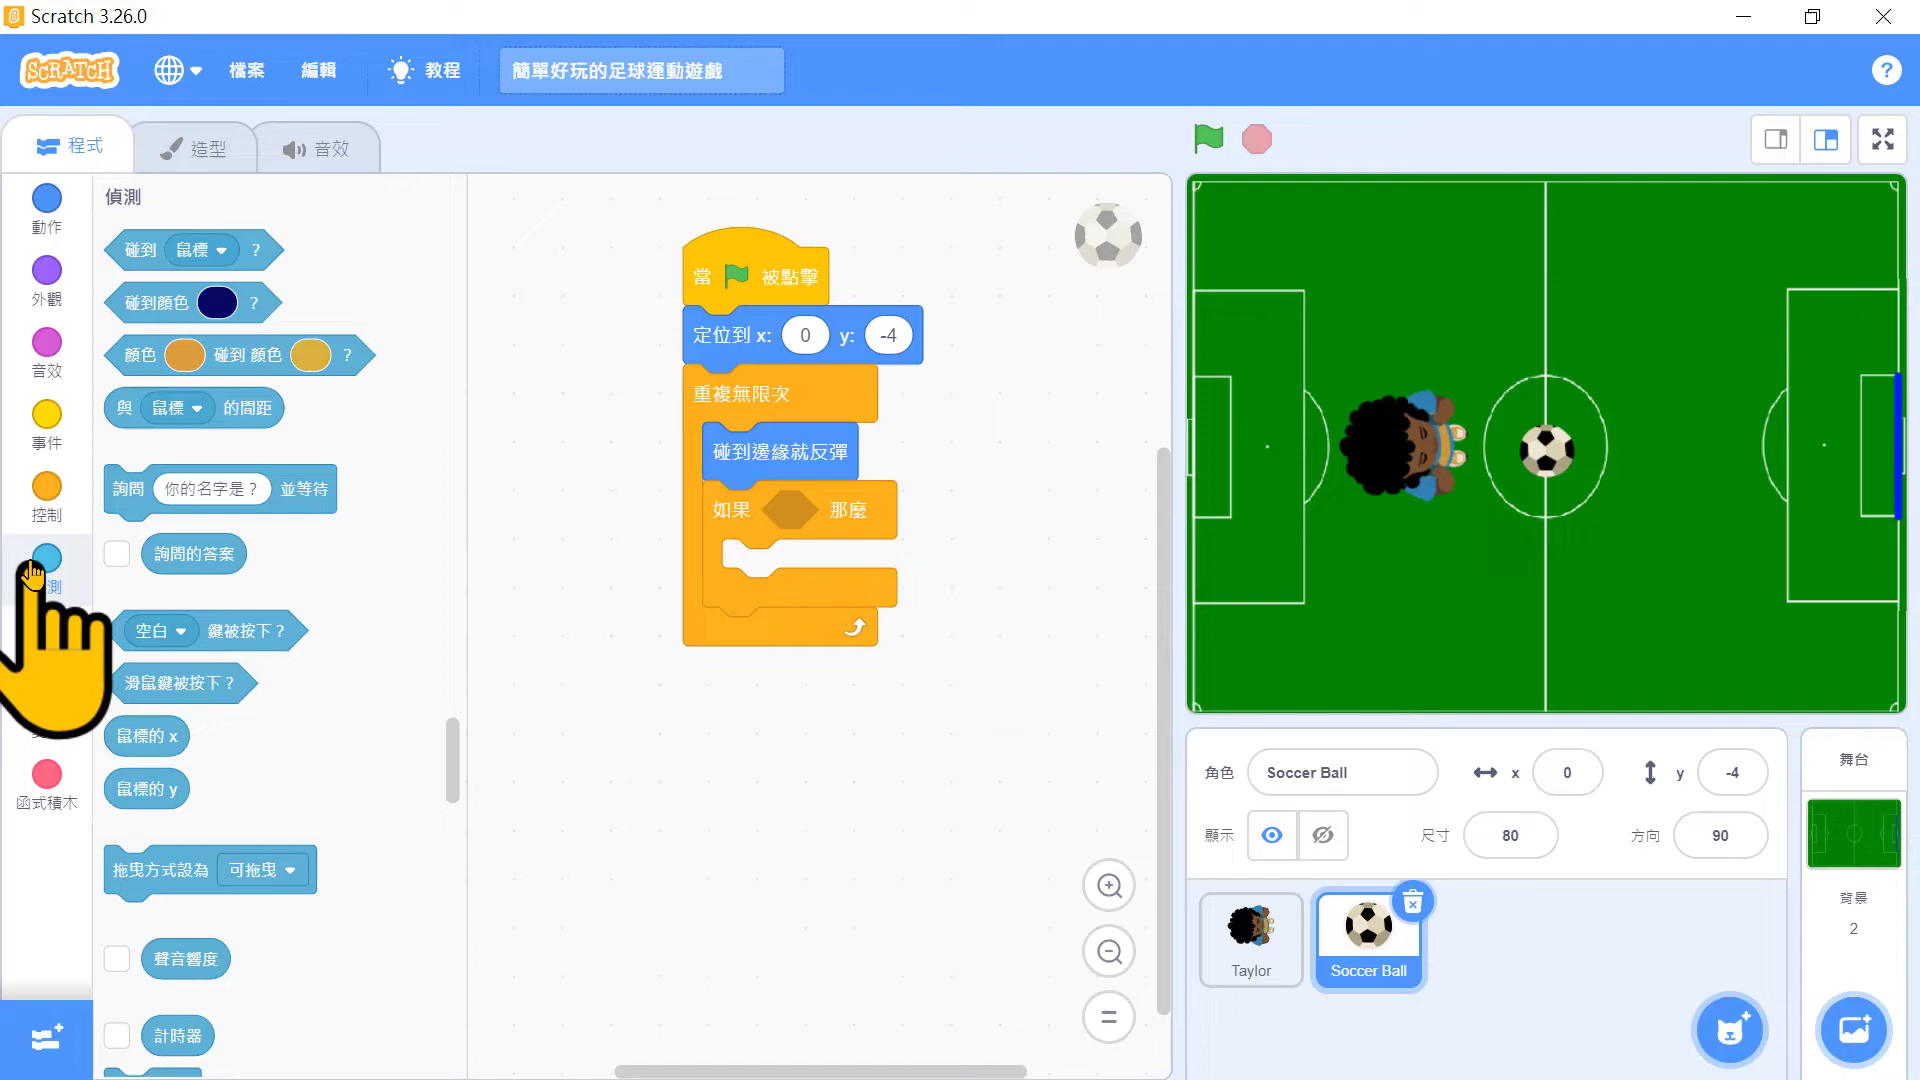 Scratch 3.26.0
SCRATCH
檔案
編輯
教程
簡單好玩的足球運動遊戲
?
程式
造型
音效
動作
外觀
音效
事件
控制
測
函式積木
偵測
碰到 鼠標 ?
碰到顏色 ?
顏色 碰到 顏色 ?
與 鼠標 的間距
詢問 你的名字是? 並等待
詢問的答案
空白 鍵被按下?
滑鼠鍵被按下?
鼠標的 x
鼠標的 y
拖曳方式設為 可拖曳
聲音響度
計時器
當 被點擊
定位到 x: 0 y: -4
重複無限次
碰到邊緣就反彈
如果 那麼
角色 Soccer Ball x 0 y -4
顯示 尺寸 80 方向 90
Taylor
Soccer Ball
舞台
背景
2